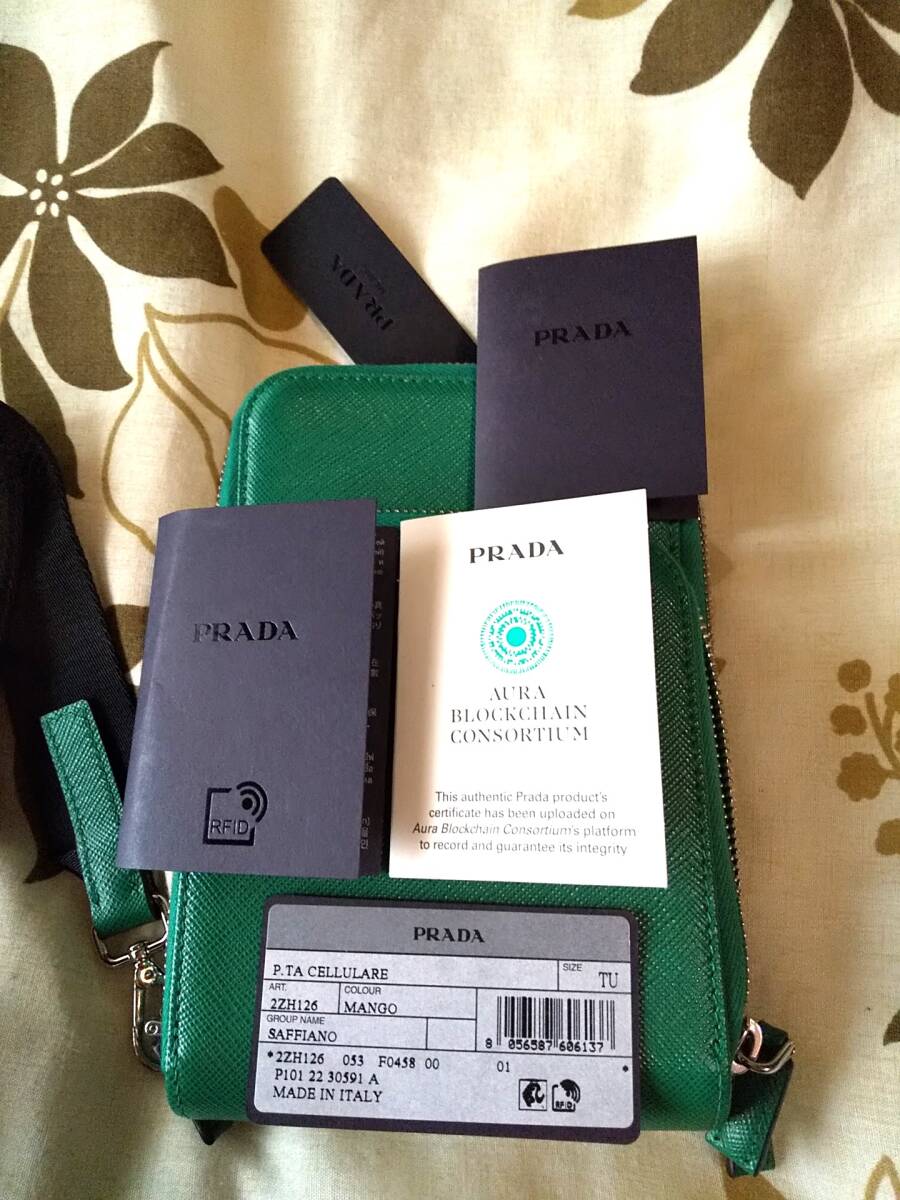 PRADA
PRADA
PRADA
RFID
PRADA
AURA
BLOCKCHAIN
CONSORTIUM
This authentic Prada product's
certificate has been uploaded on
Aura Blockchain Consortium's platform
to record and guarantee its integrity
PRADA
P.TA CELLULARE
SIZE
TU
ART.
2ZH126
COLOUR
MANGO
GROUP NAME
SAFFIANO
8 056587 606137
*2ZH126 053 F0458 00 01 *
P101 22 30591 A
MADE IN ITALY
RFID